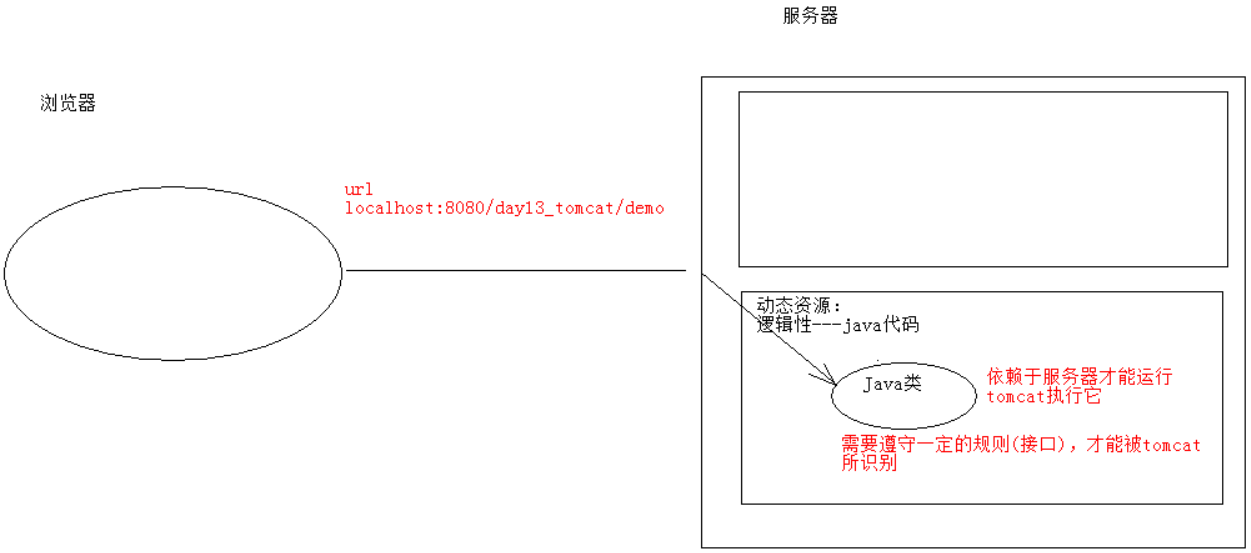 服务器
浏览器
url
localhost:8080/day13_tomcat/demo
动态资源:
逻辑性---java代码
Java类
依赖于服务器才能运行
tomcat执行它
需要遵守一定的规则(接口),才能被tomcat
所识别